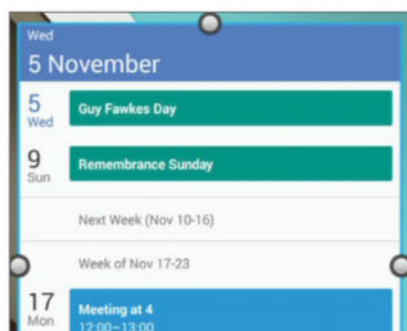 Wed
5 November
5
Wed
Guy Fawkes Day
9
Sun
Remembrance Sunday
Next Week (Nov 10-16)
Week of Nov 17-23
17
Mon
Meeting at 4
12:00–13:00